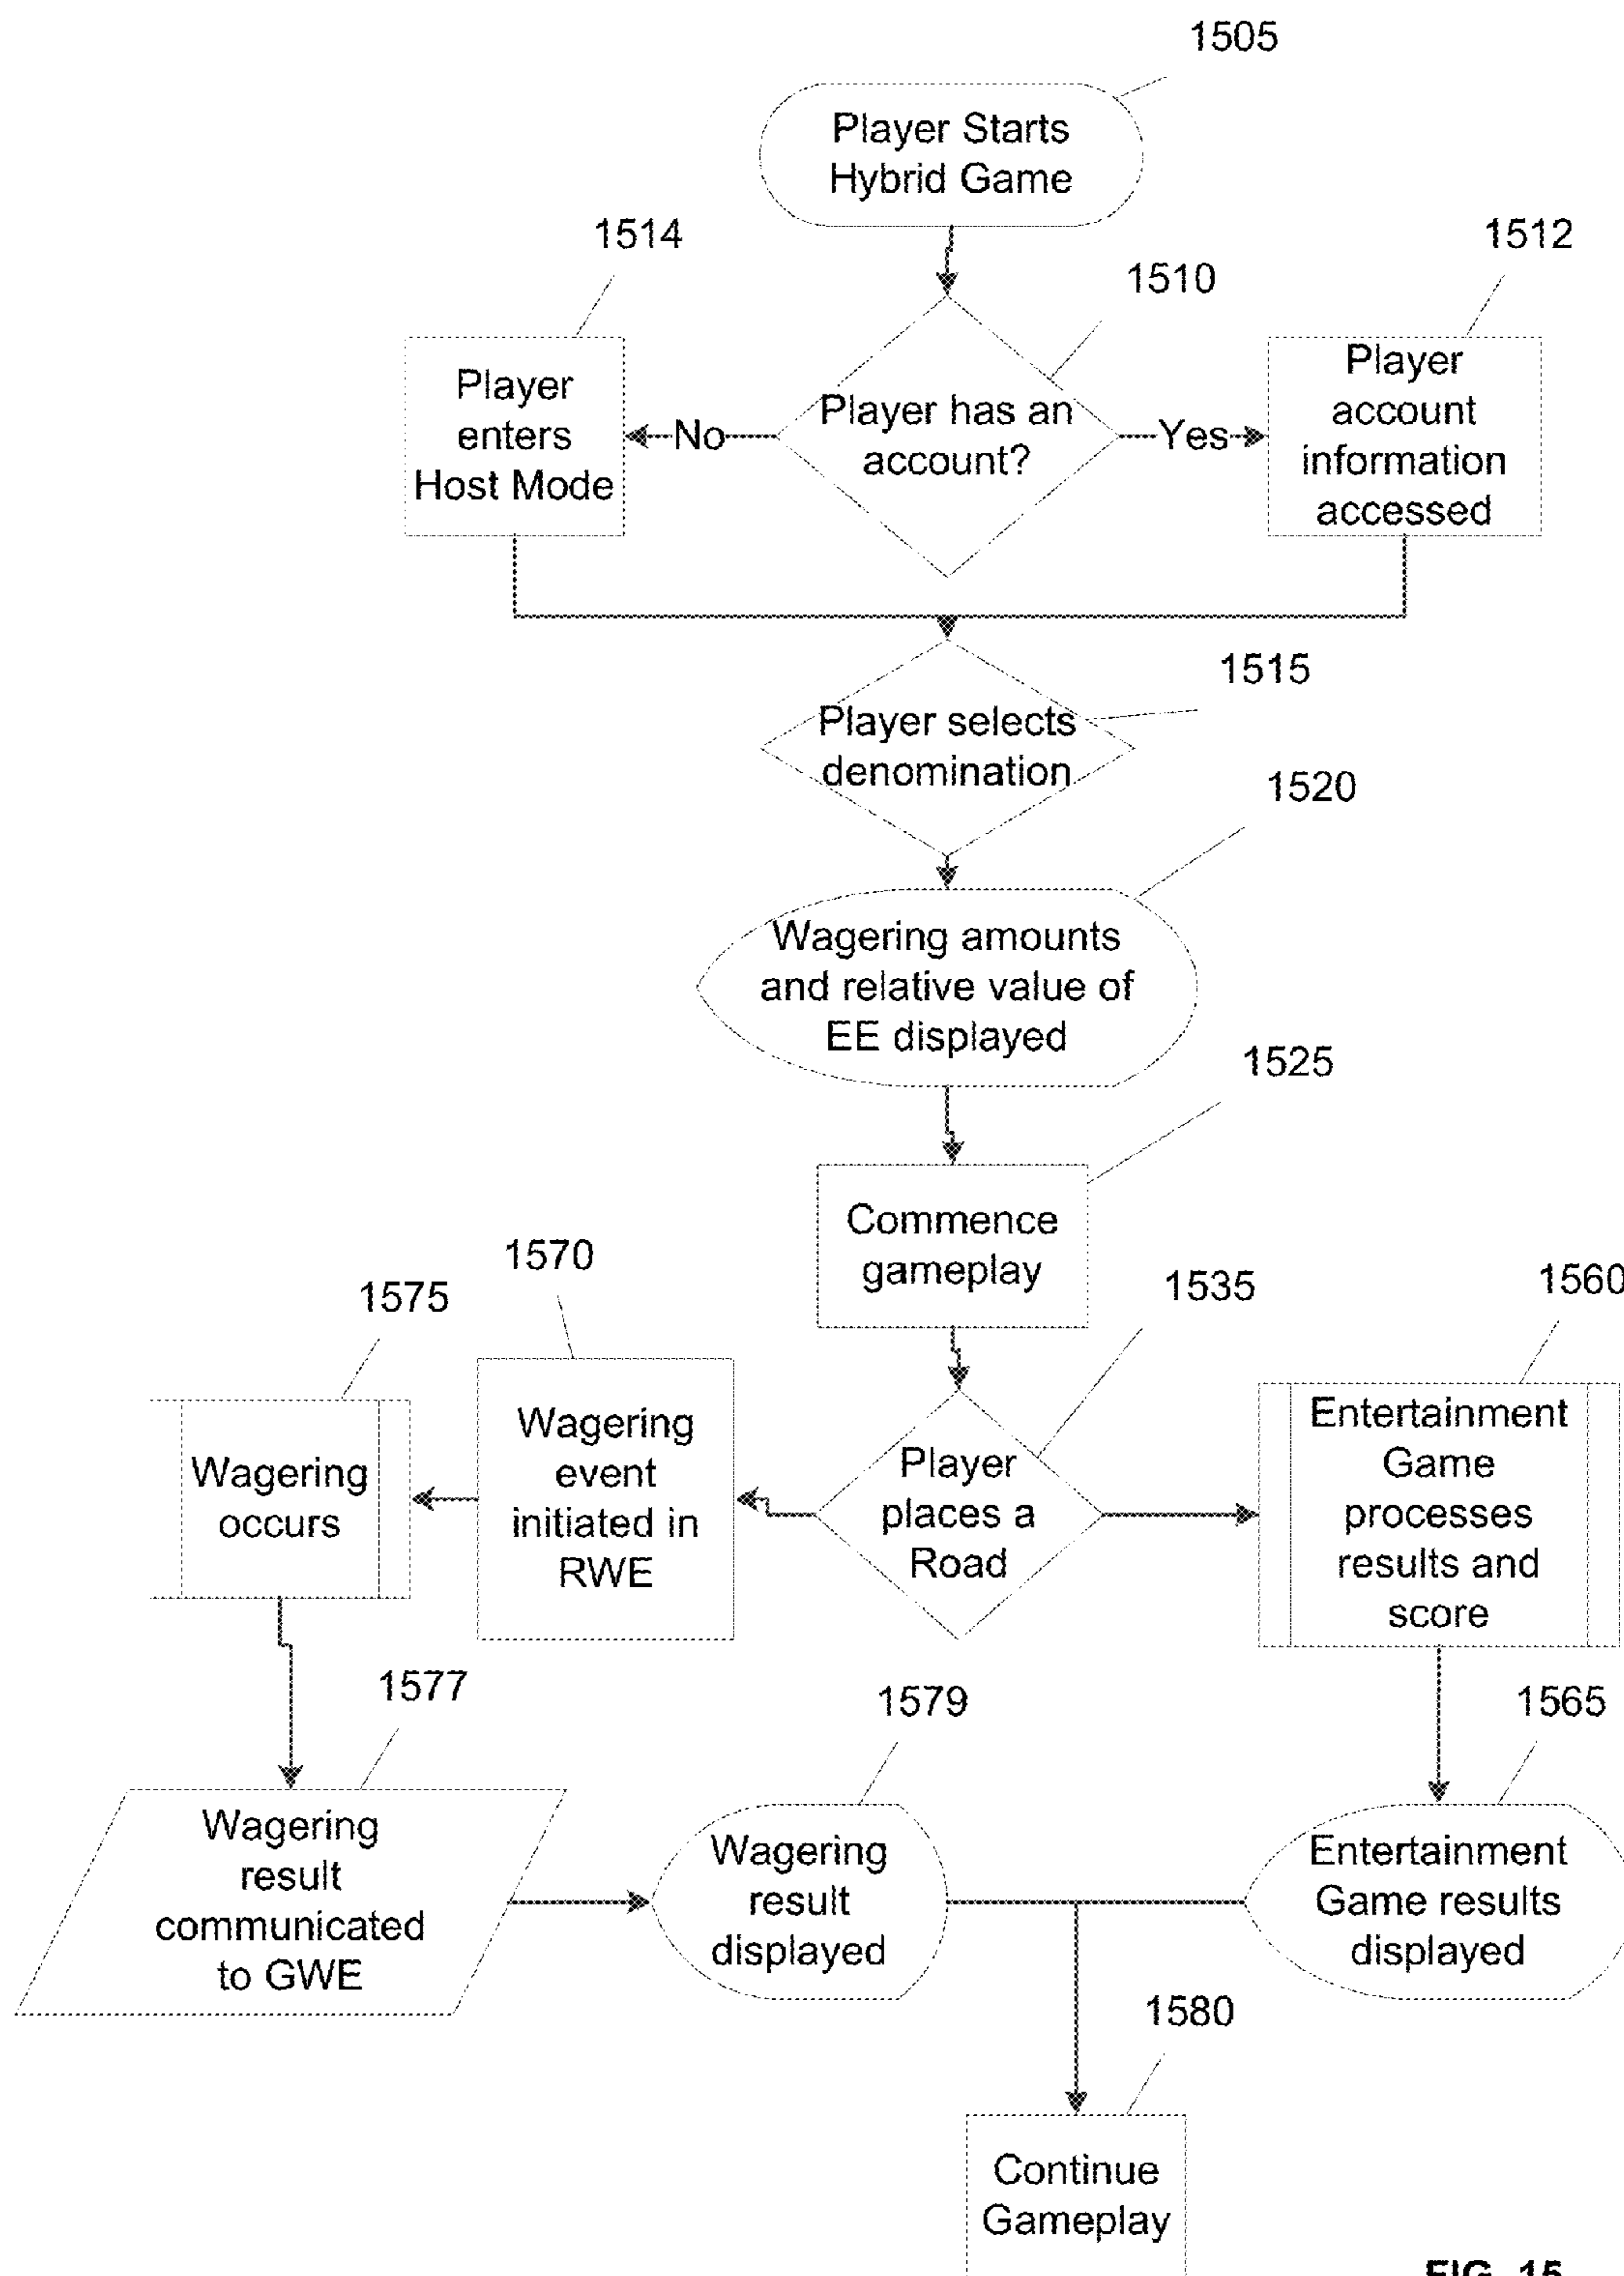 1505
Player Starts
Hybrid Game
1514
1512
1510
Player
enters
Host Mode
No
Player has an
account?
Yes
Player
account
information
accessed
1515
Player selects
denomination
1520
Wagering amounts
and relative value of
EE displayed
1525
Commence
gameplay
1570
1575
1535
1560
Wagering
occurs
Wagering
event
initiated in
RWE
Player
places a
Road
Entertainment
Game
processes
results and
score
1577
1579
1565
Wagering
result
communicated
to GWE
Wagering
result
displayed
Entertainment
Game results
displayed
1580
Continue
Gameplay
FIG. 15